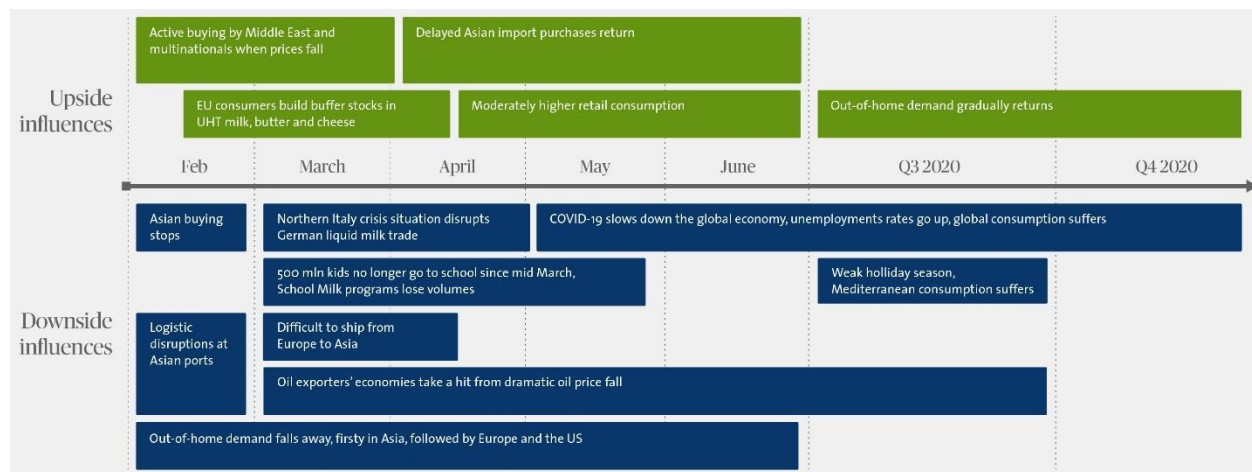 Active buying by Middle East and
multinationals when prices fall
Delayed Asian import purchases return
Upside
influences
EU consumers build buffer stocks in
UHT milk, butter and cheese
Moderately higher retail consumption
Out-of-home demand gradually returns
Feb
March
April
May
June
Q3 2020
Q4 2020
Asian buying
stops
Northern Italy crisis situation disrupts
German liquid milk trade
COVID-19 slows down the global economy, unemployments rates go up, global consumption suffers
500 mln kids no longer go to school since mid March,
School Milk programs lose volumes
Weak holliday season,
Mediterranean consumption suffers
Downside
influences
Logistic
disruptions at
Asian ports
Difficult to ship from
Europe to Asia
Oil exporters' economies take a hit from dramatic oil price fall
Out-of-home demand falls away, firsty in Asia, followed by Europe and the US